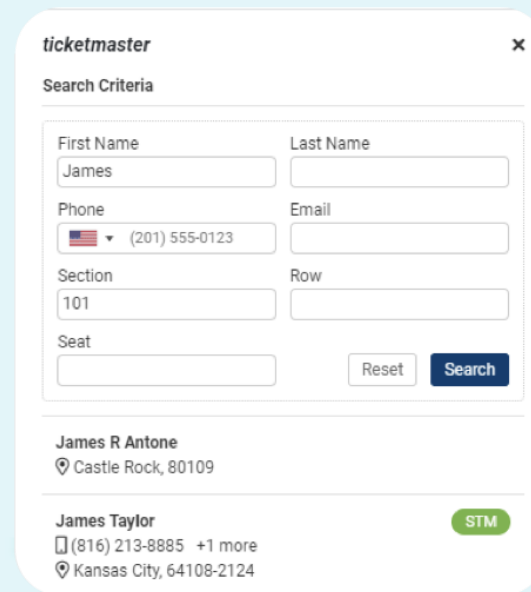 ticketmaster ×
Search Criteria
First Name Last Name
James
Phone Email
(201) 555-0123
Section Row
101
Seat
Reset Search
James R Antone
Castle Rock, 80109
James Taylor STM
(816) 213-8885 +1 more
Kansas City, 64108-2124